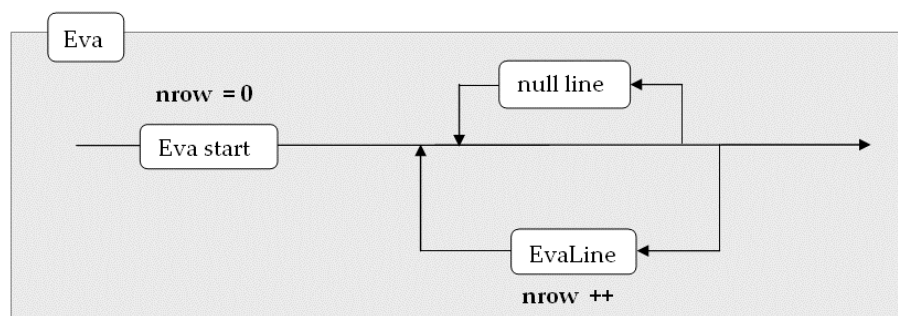 Eva
null line
nrow = 0
Eva start
EvaLine
nrow ++